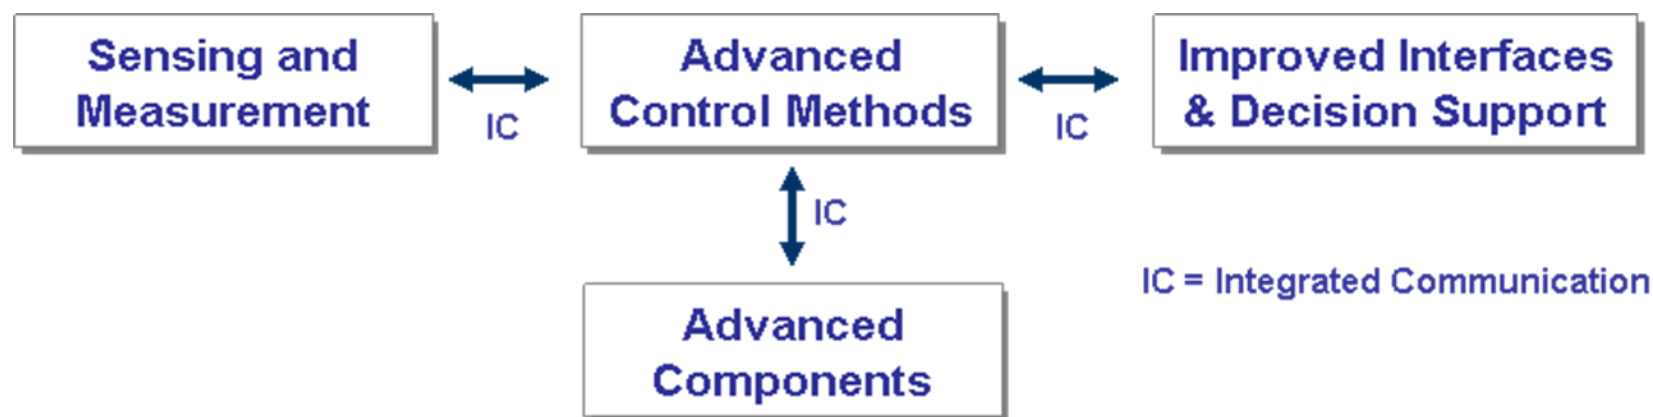 Sensing and
Measurement
IC
Advanced
Control Methods
IC
Improved Interfaces
& Decision Support
IC
Advanced
Components
IC = Integrated Communication